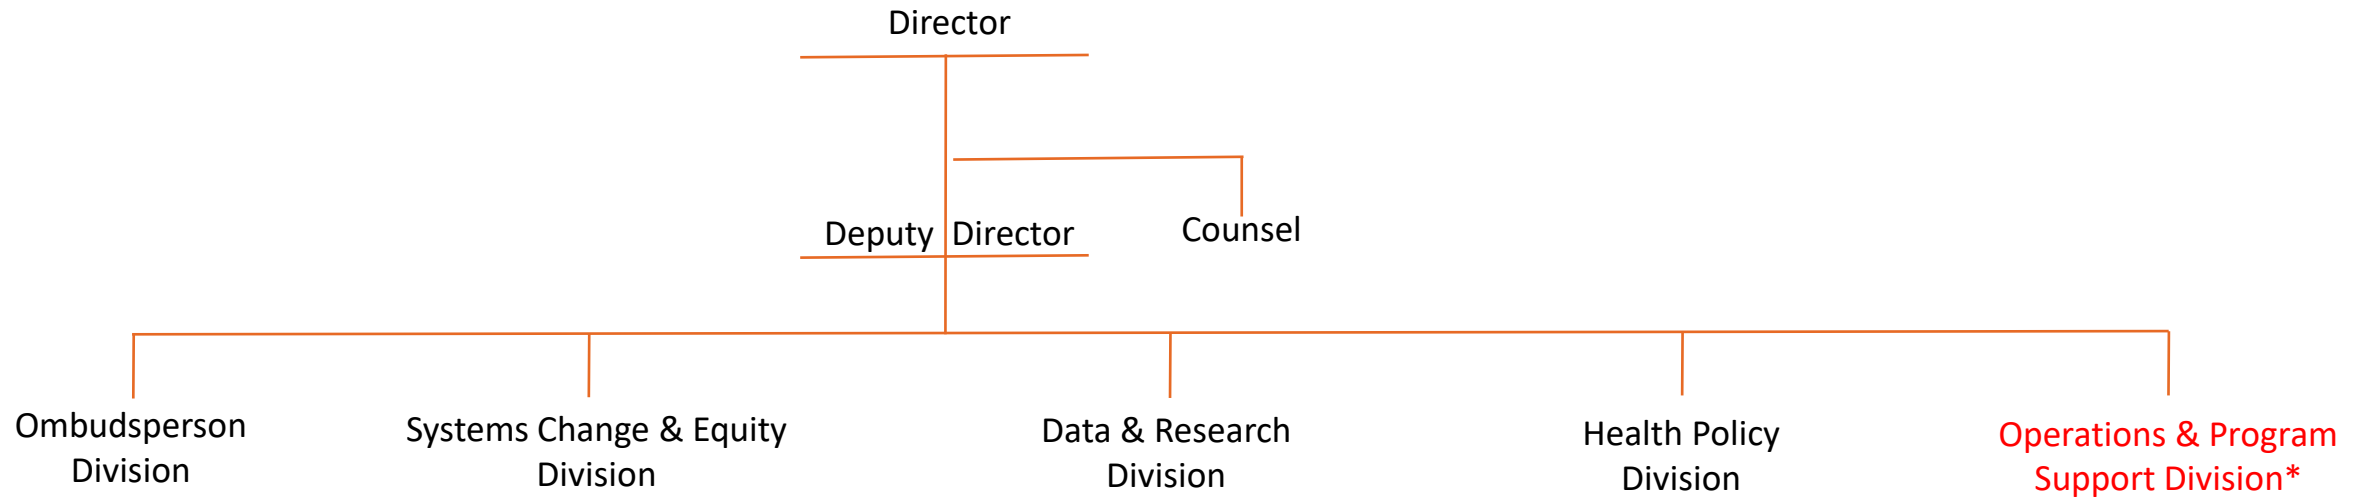 Director
Deputy Director
Counsel
Ombudsperson
Division
Systems Change & Equity
Division
Data & Research
Division
Health Policy
Division
Operations & Program
Support Division*